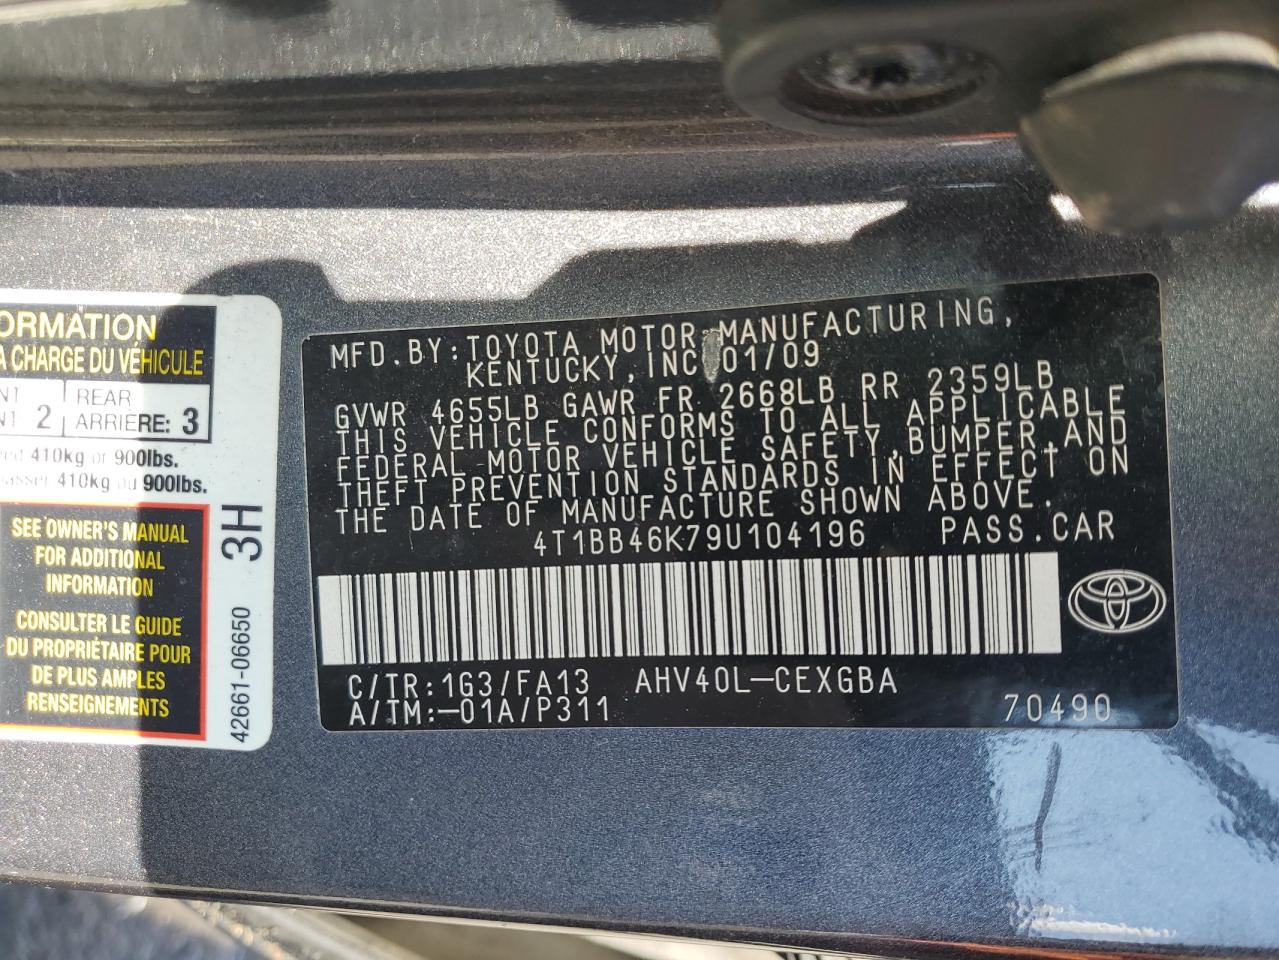 ORMATION
A CHARGE DU VÉHICULE
2
REAR
ARRIÈRE: 3
410kg or 900lbs.
410kg ou 900lbs.
SEE OWNER'S MANUAL
FOR ADDITIONAL
INFORMATION
CONSULTER LE GUIDE
DU PROPRIÉTAIRE POUR
DE PLUS AMPLES
RENSEIGNEMENTS
3H
42661-06650
MFD.BY:TOYOTA MOTOR MANUFACTURING,
KENTUCKY,INC 01/09
GVWR 4655LB GAWR FR 2668LB RR 2359LB
THIS VEHICLE CONFORMS TO ALL APPLICABLE
FEDERAL MOTOR VEHICLE SAFETY,BUMPER,AND
THEFT PREVENTION STANDARDS IN EFFECT ON
THE DATE OF MANUFACTURE SHOWN ABOVE.
4T1BB46K79U104196 PASS.CAR
C/TR:1G3/FA13 AHV40L-CEXGBA
A/TM:-01A/P311 70490